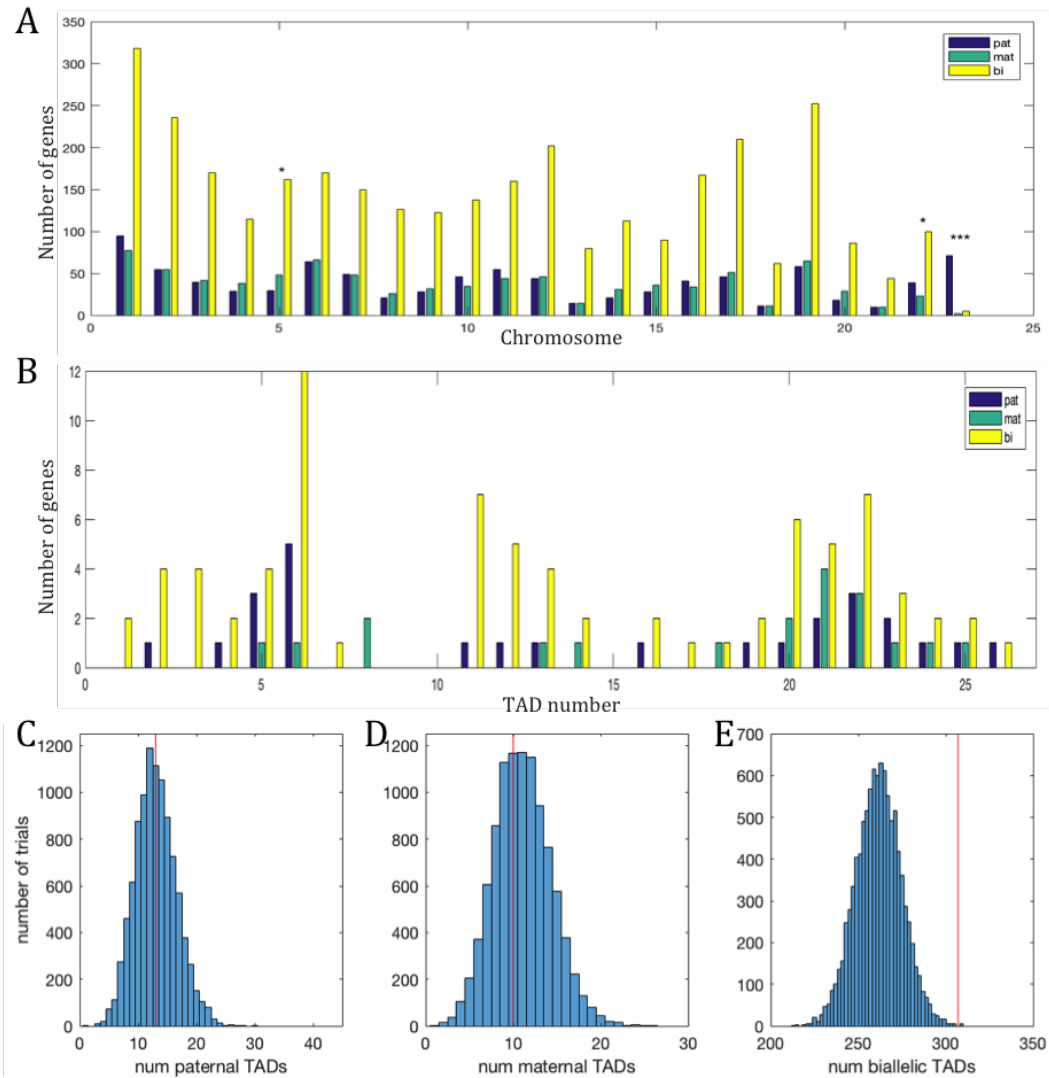 A
350
300
250
200
150
100
50
0
Number of genes
pat
mat
bi
*
*
***
0 5 10 15 20 25
Chromosome
B
12
10
8
6
4
2
0
Number of genes
pat
mat
bi
0 5 10 15 20 25
TAD number
C
1200
1000
800
600
400
200
0
number of trials
0 10 20 30 40
num paternal TADs
D
1200
1000
800
600
400
200
0
0 10 20 30
num maternal TADs
E
700
600
500
400
300
200
100
0
200 250 300 350
num biallelic TADs